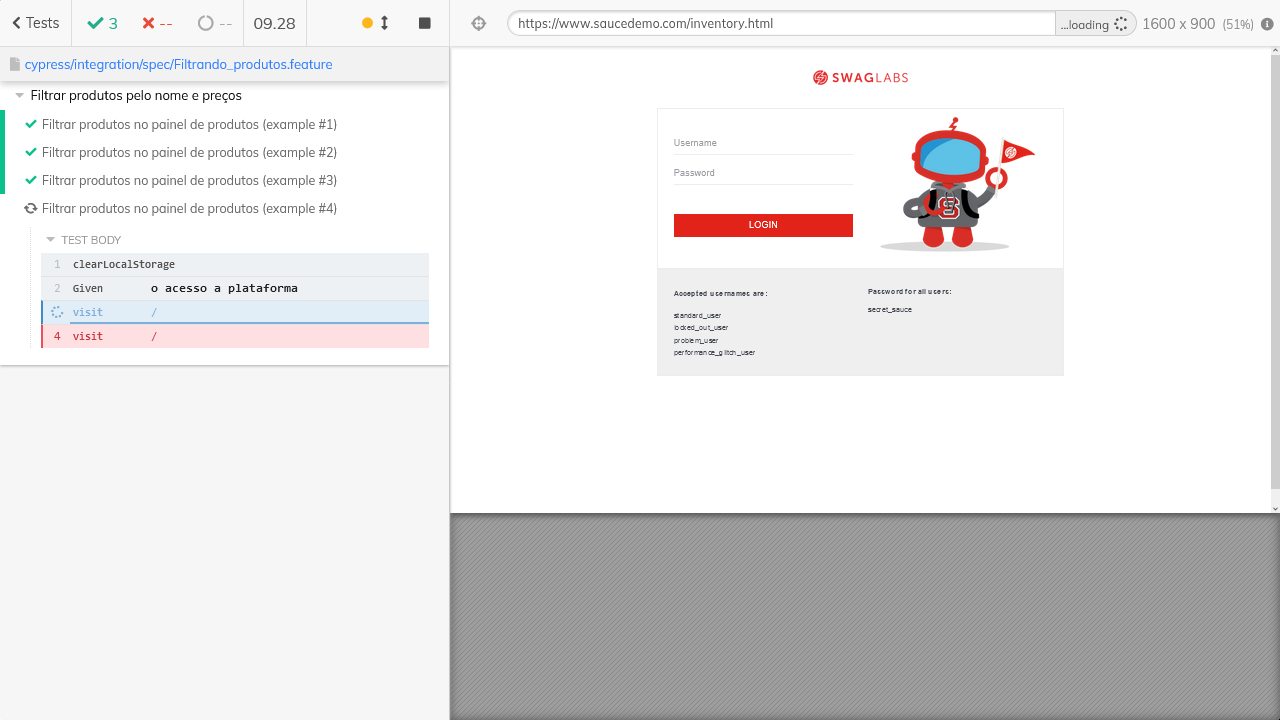 Tests
3
--
--
09.28
https://www.saucedemo.com/inventory.html
...loading
1600 x 900 (51%)
cypress/integration/spec/Filtrando_produtos.feature
Filtrar produtos pelo nome e preços
Filtrar produtos no painel de produtos (example #1)
Filtrar produtos no painel de produtos (example #2)
Filtrar produtos no painel de produtos (example #3)
Filtrar produtos no painel de produtos (example #4)
TEST BODY
1 clearLocalStorage
2 Given o acesso a plataforma
visit /
4 visit /
SWAGLABS
Username
Password
LOGIN
S
Accepted usernames are:
standard_user
locked_out_user
problem_user
performance_glitch_user
Password for all users:
secret_sauce